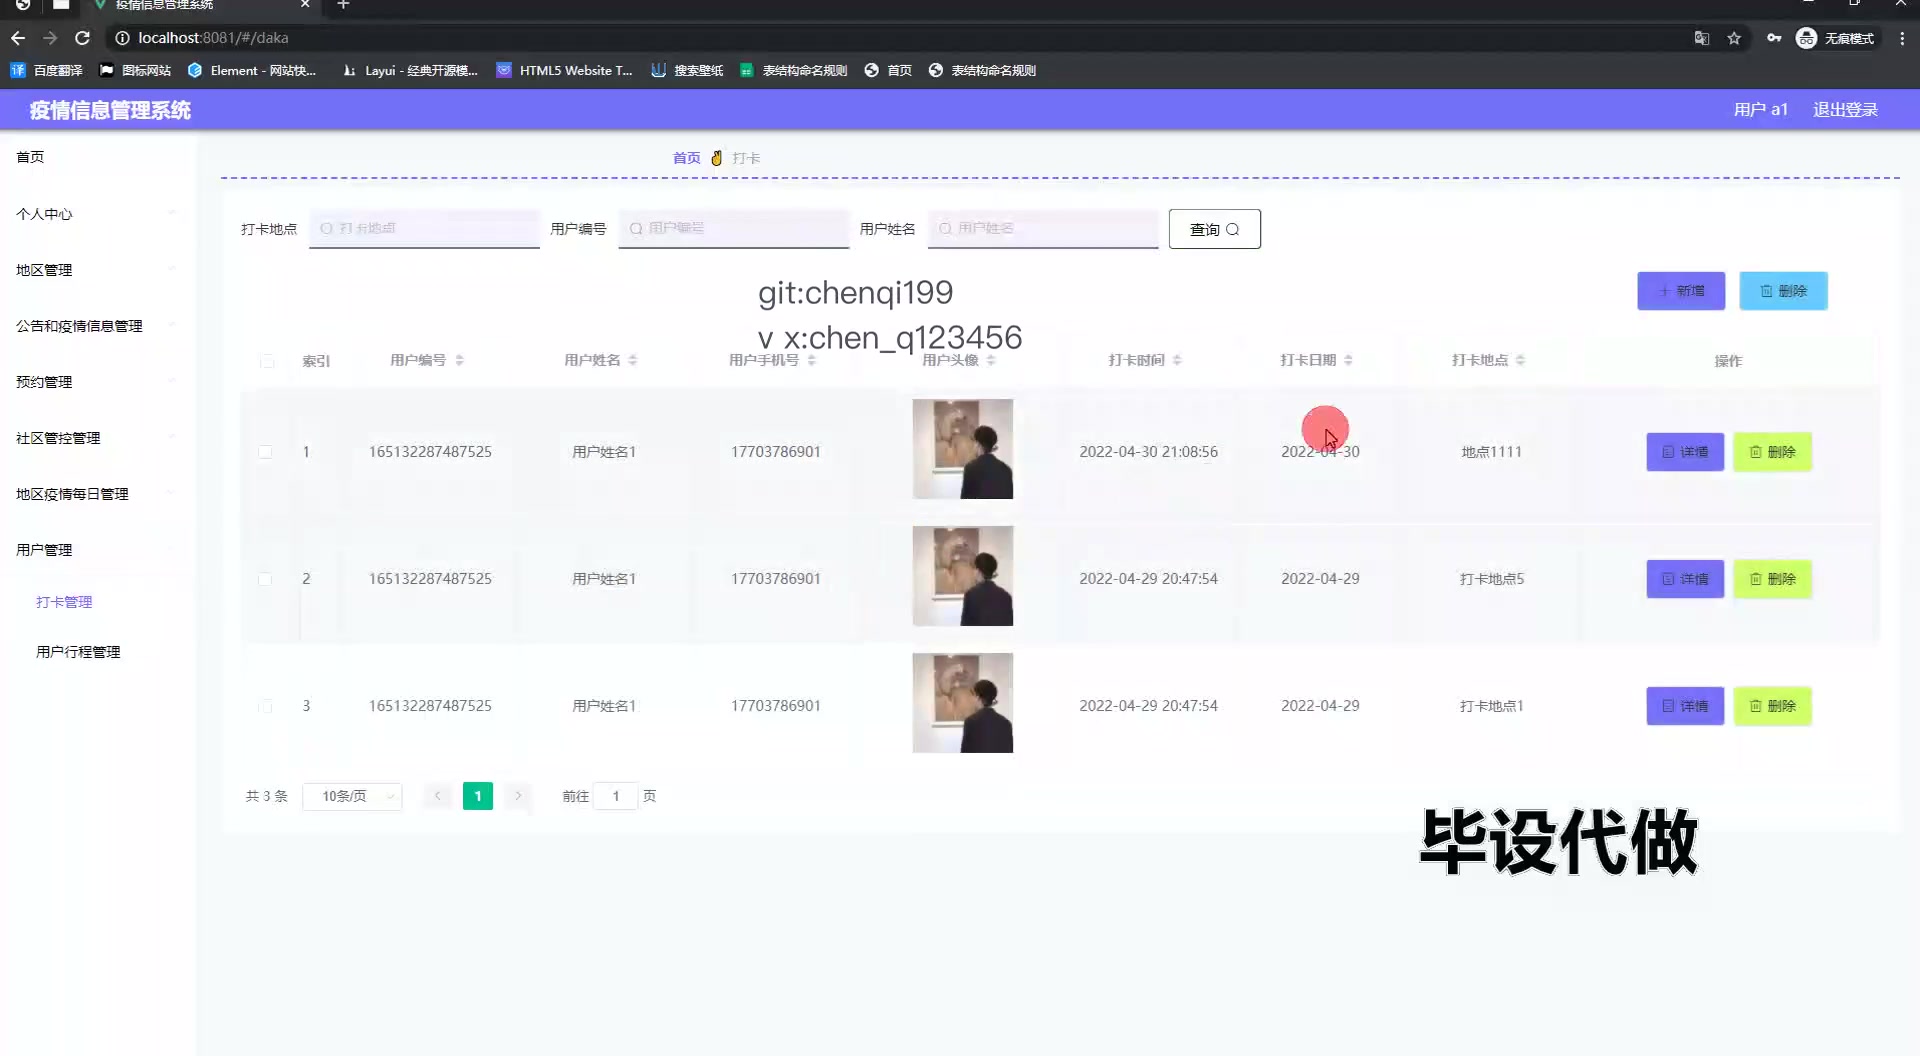 疫情信息管理系统
localhost:8081/#/daka
无痕模式
百度翻译
图标网站
Element - 网站快...
Layui - 经典开源模...
HTML5 Website T...
搜索壁纸
表结构命名规则
首页
表结构命名规则
疫情信息管理系统
用户 a1
退出登录
首页
个人中心
地区管理
公告和疫情信息管理
预约管理
社区管控管理
地区疫情每日管理
用户管理
打卡管理
用户行程管理
首页 打卡
打卡地点 打卡地点 用户编号 用户编号 用户姓名 用户姓名 查询
git:chenqi199
新增 删除
v x:chen_q123456
索引 用户编号 用户姓名 用户手机号 用户头像 打卡时间 打卡日期 打卡地点 操作
1 165132287487525 用户姓名1 17703786901 2022-04-30 21:08:56 2022-04-30 地点1111 详情 删除
2 165132287487525 用户姓名1 17703786901 2022-04-29 20:47:54 2022-04-29 打卡地点5 详情 删除
3 165132287487525 用户姓名1 17703786901 2022-04-29 20:47:54 2022-04-29 打卡地点1 详情 删除
共 3 条 10条/页 1 前往 1 页
毕设代做